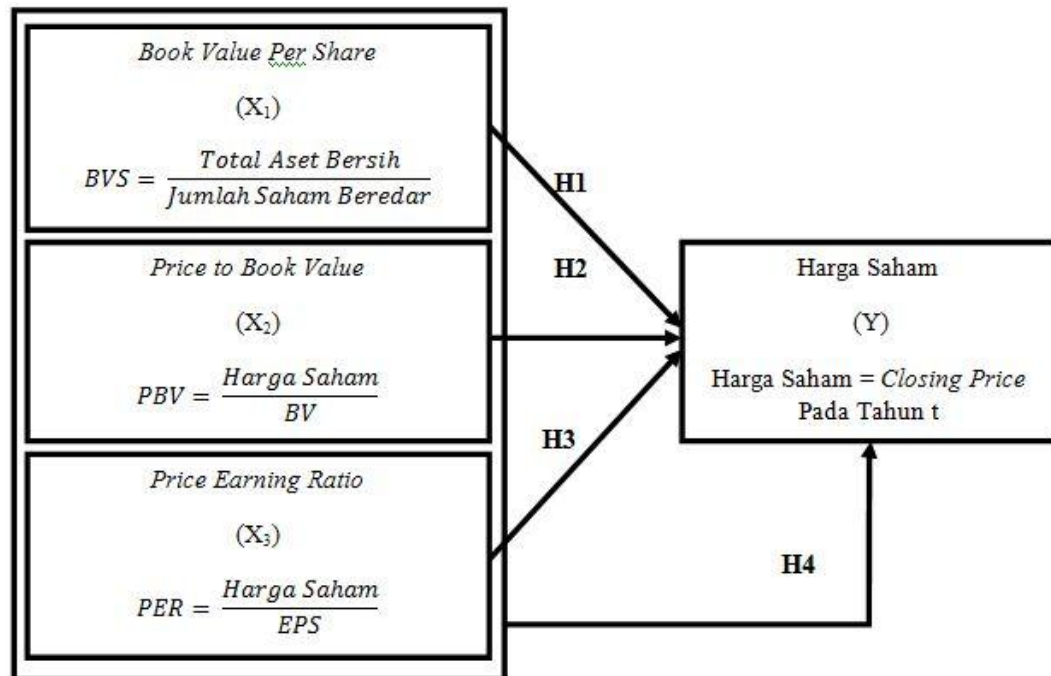 Book Value Per Share
(X₁)
BVS = Total Aset Bersih / Jumlah Saham Beredar
H1
Price to Book Value
(X₂)
PBV = Harga Saham / BV
H2
Price Earning Ratio
(X₃)
PER = Harga Saham / EPS
H3
H4
Harga Saham
(Y)
Harga Saham = Closing Price
Pada Tahun t